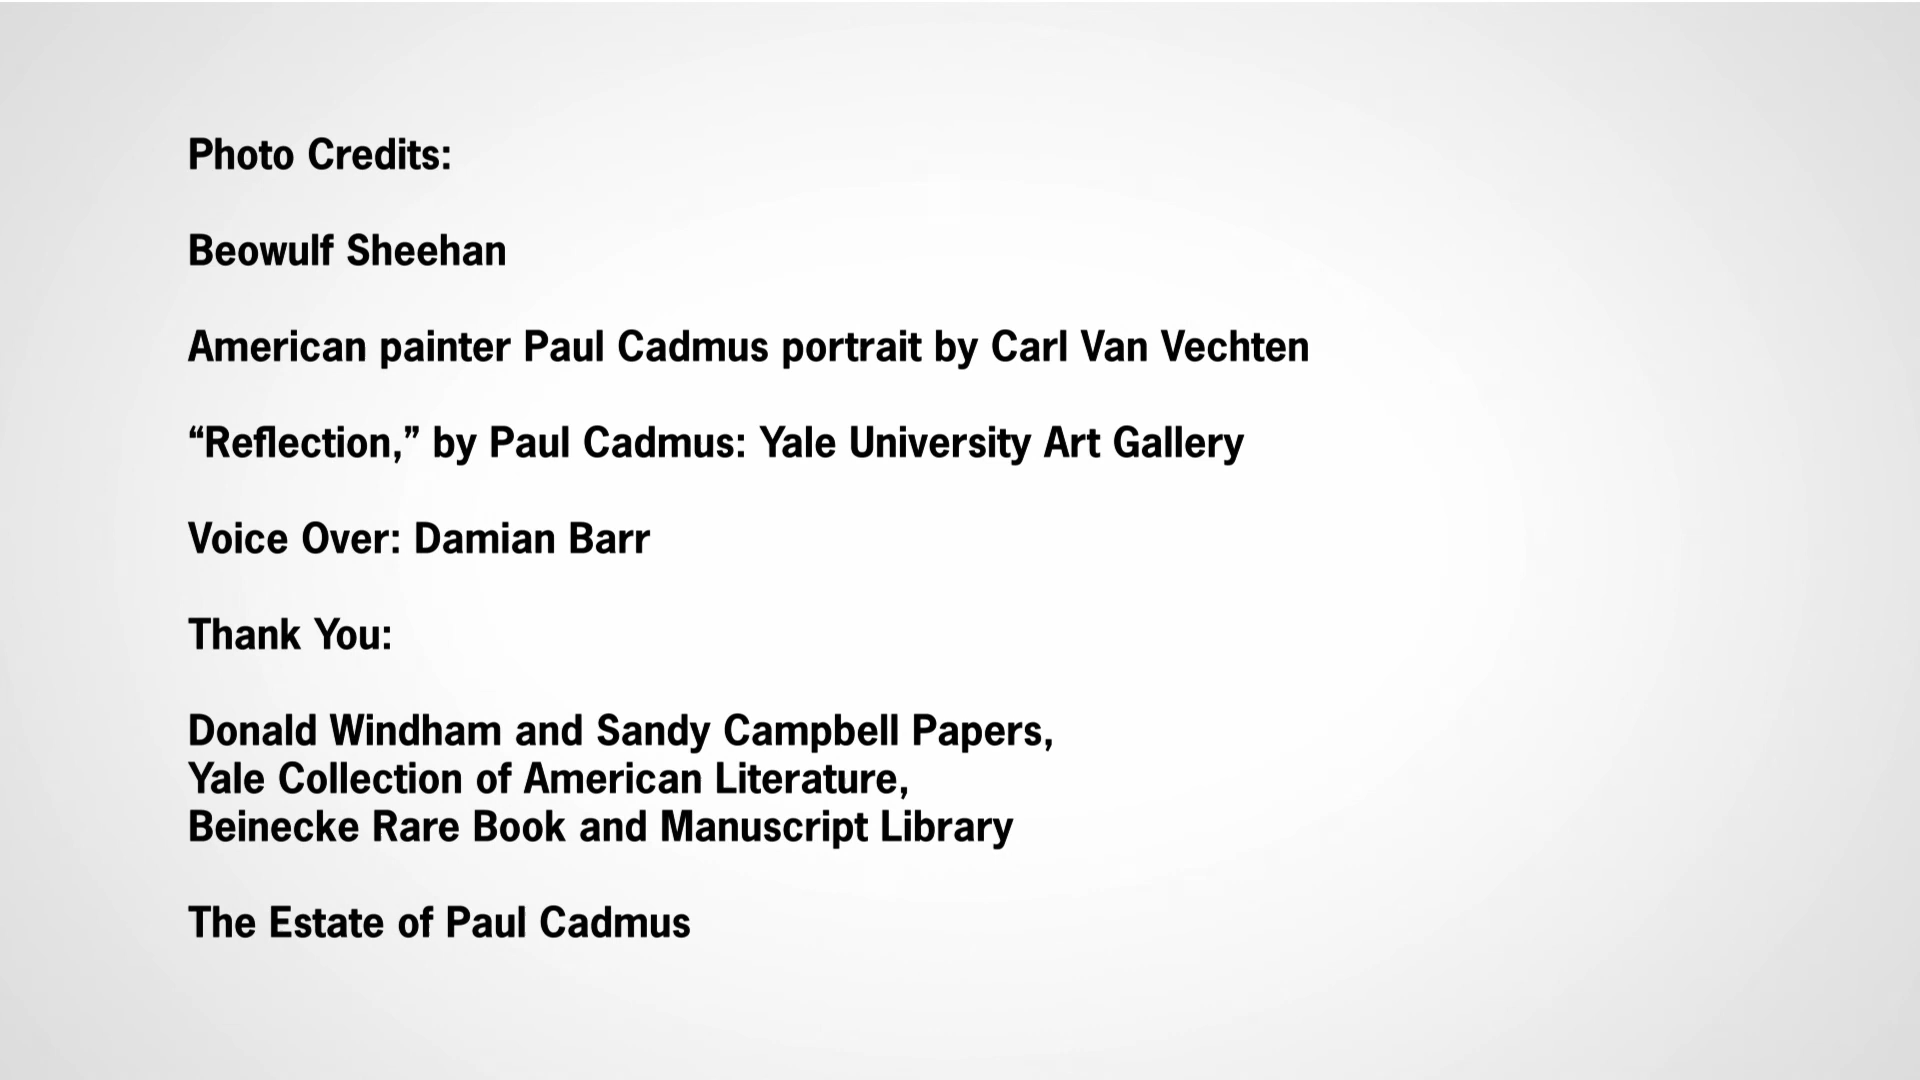 Photo Credits:
Beowulf Sheehan
American painter Paul Cadmus portrait by Carl Van Vechten
“Reflection,” by Paul Cadmus: Yale University Art Gallery
Voice Over: Damian Barr
Thank You:
Donald Windham and Sandy Campbell Papers,
Yale Collection of American Literature,
Beinecke Rare Book and Manuscript Library
The Estate of Paul Cadmus